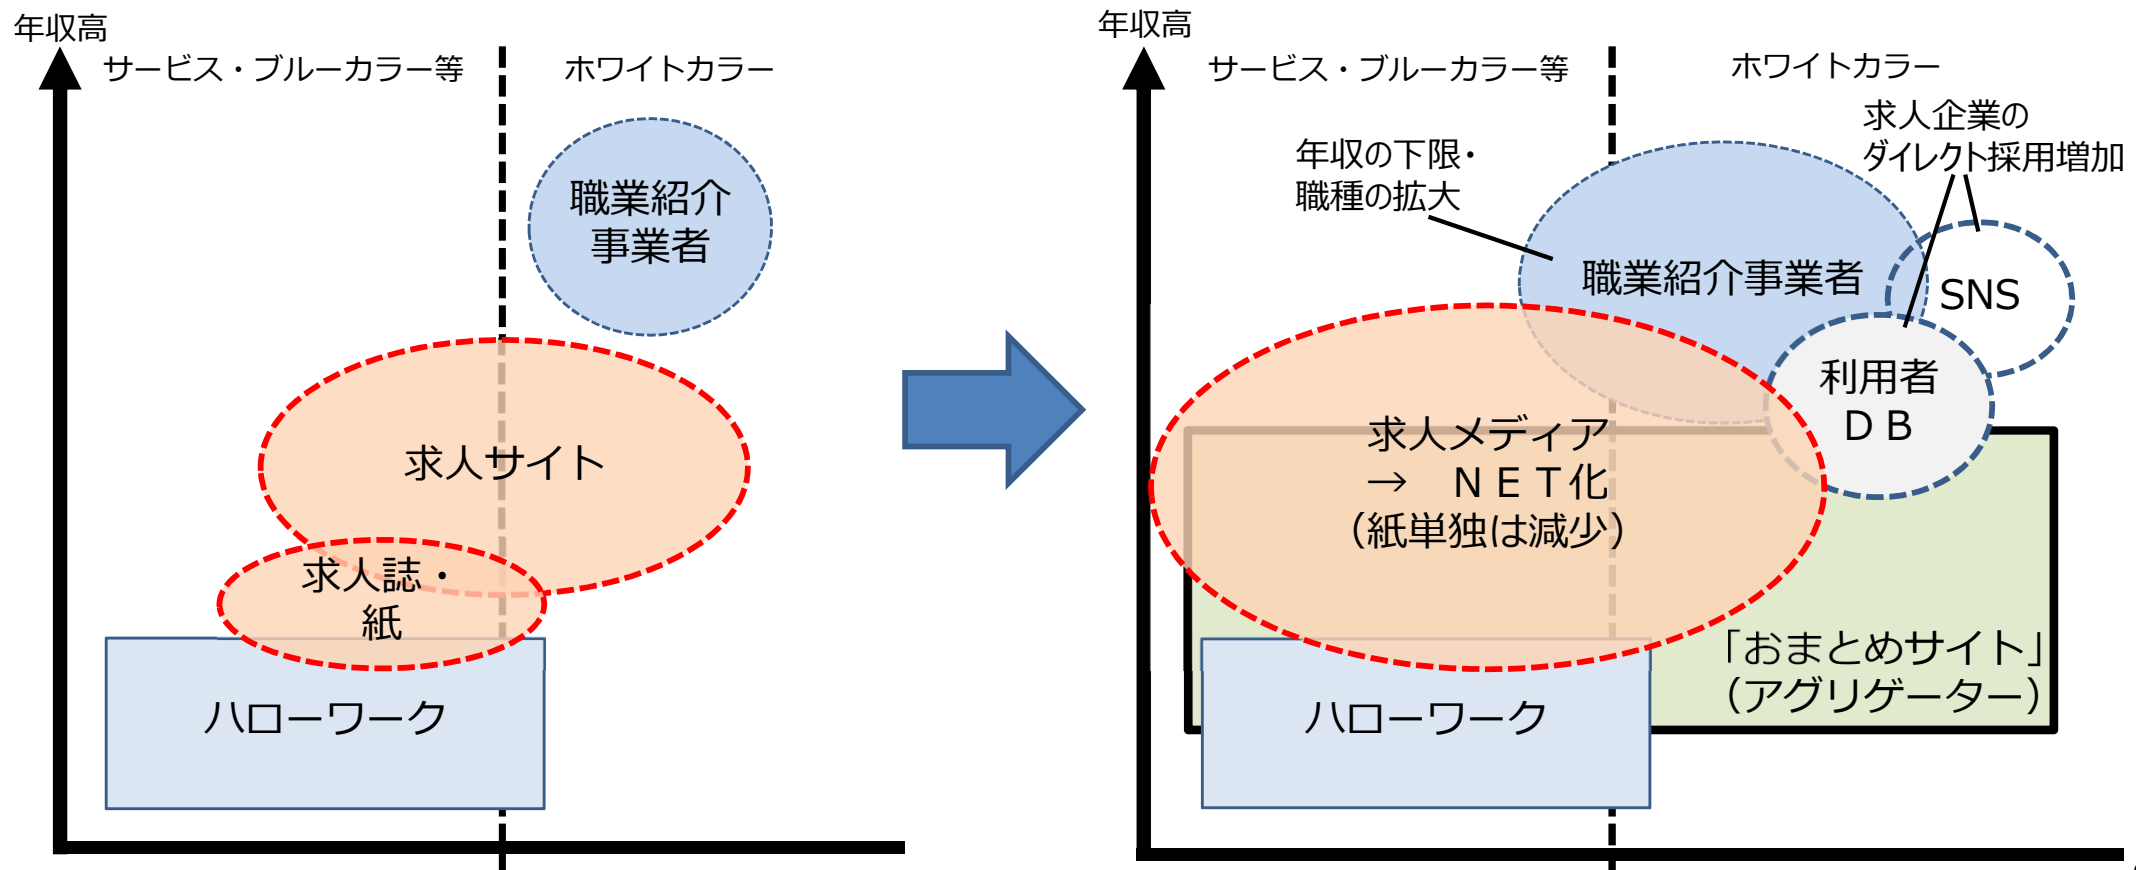 年収高
サービス・ブルーカラー等
ホワイトカラー
職業紹介
事業者
求人サイト
求人誌・
紙
ハローワーク
年収高
サービス・ブルーカラー等
ホワイトカラー
求人企業の
ダイレクト採用増加
年収の下限・
職種の拡大
職業紹介事業者
SNS
利用者
ＤＢ
求人メディア
→　ＮＥＴ化
（紙単独は減少）
「おまとめサイト」
（アグリゲーター）
ハローワーク